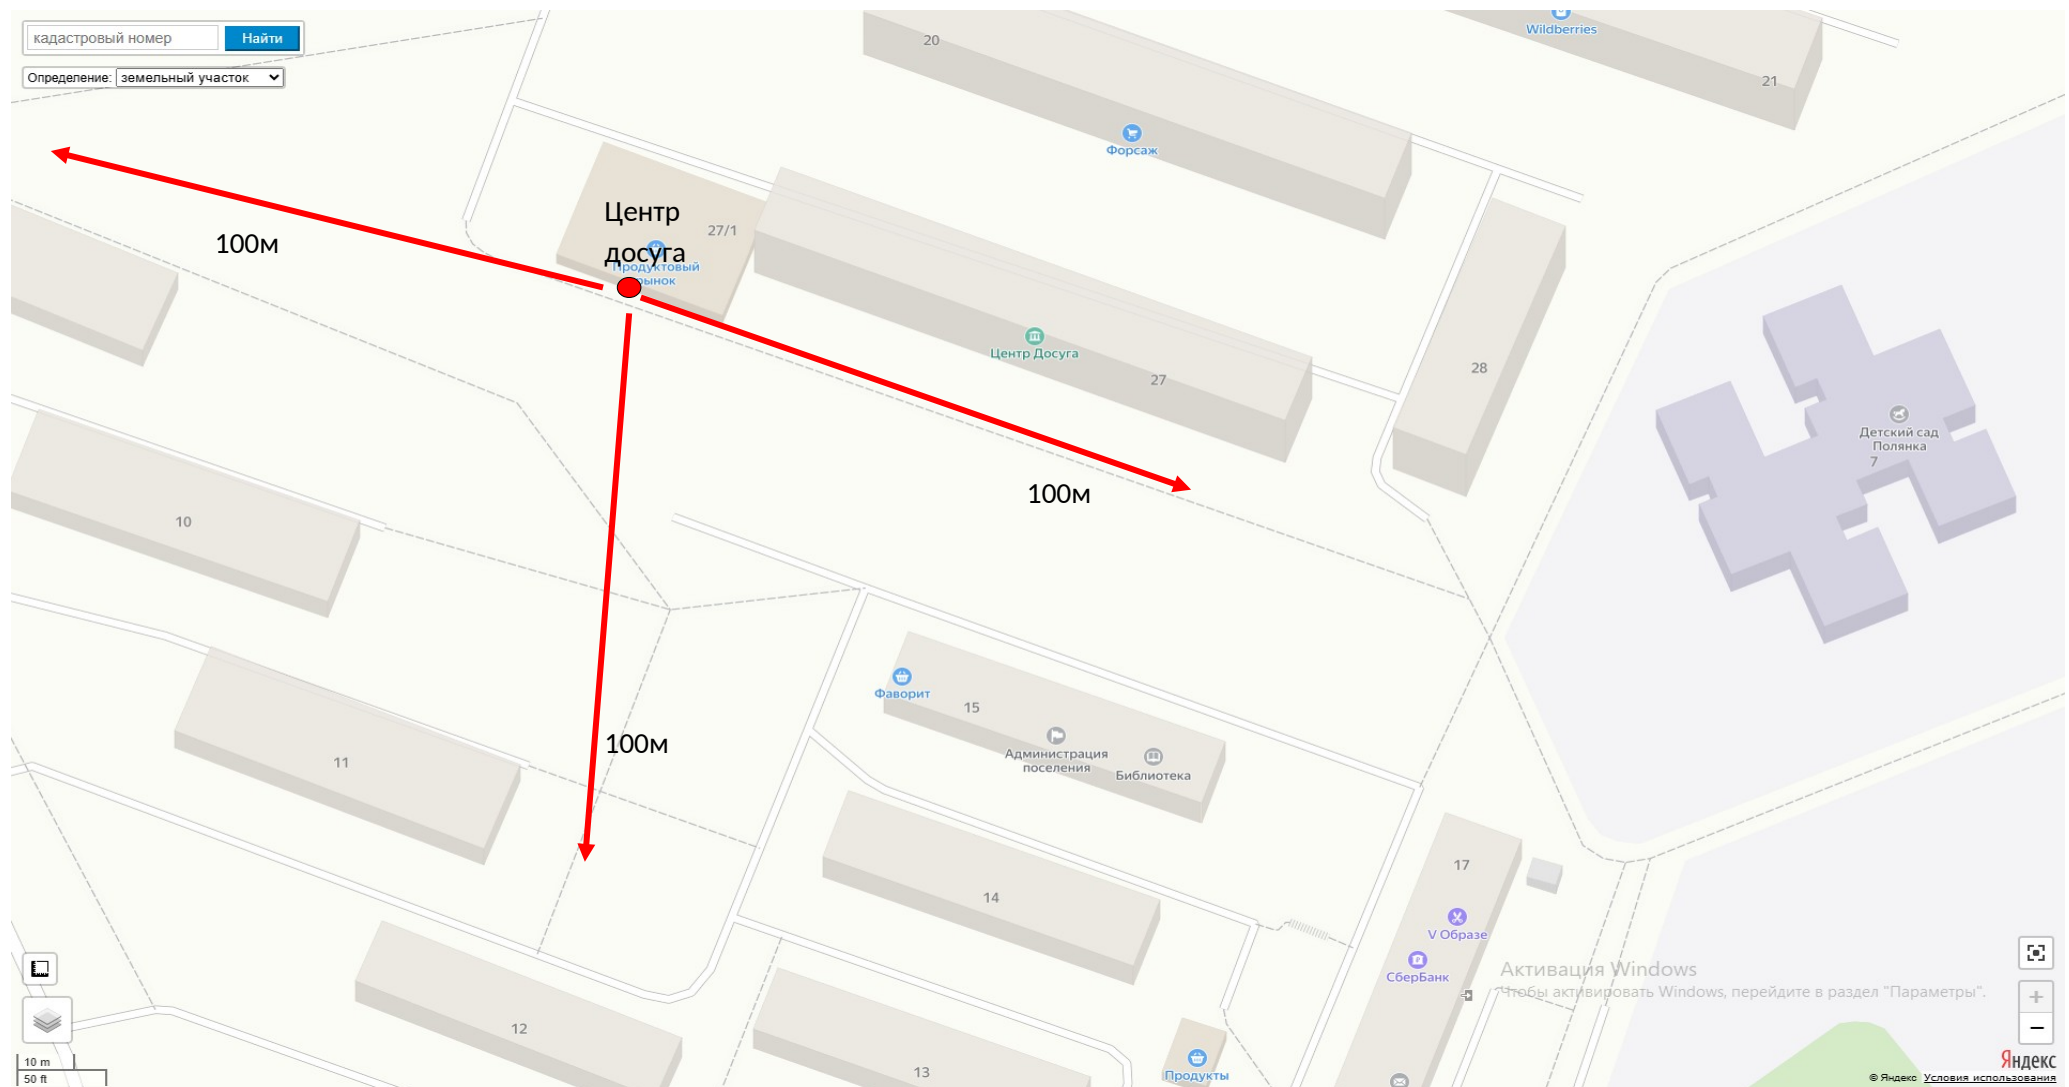 кадастровый номер
Найти
Определение: земельный участок
20
Wildberries
21
Форсаж
Центр
досуга
27/1
Продуктовый
рынок
100м
Центр Досуга
27
28
Детский сад
Полянка
7
100м
10
Фаворит
15
Администрация
поселения
Библиотека
100м
11
14
17
V Образе
СберБанк
Активация Windows
Чтобы активировать Windows, перейдите в раздел "Параметры".
12
13
Продукты
10 m
50 ft
+
−
Яндекс
© Яндекс Условия использования